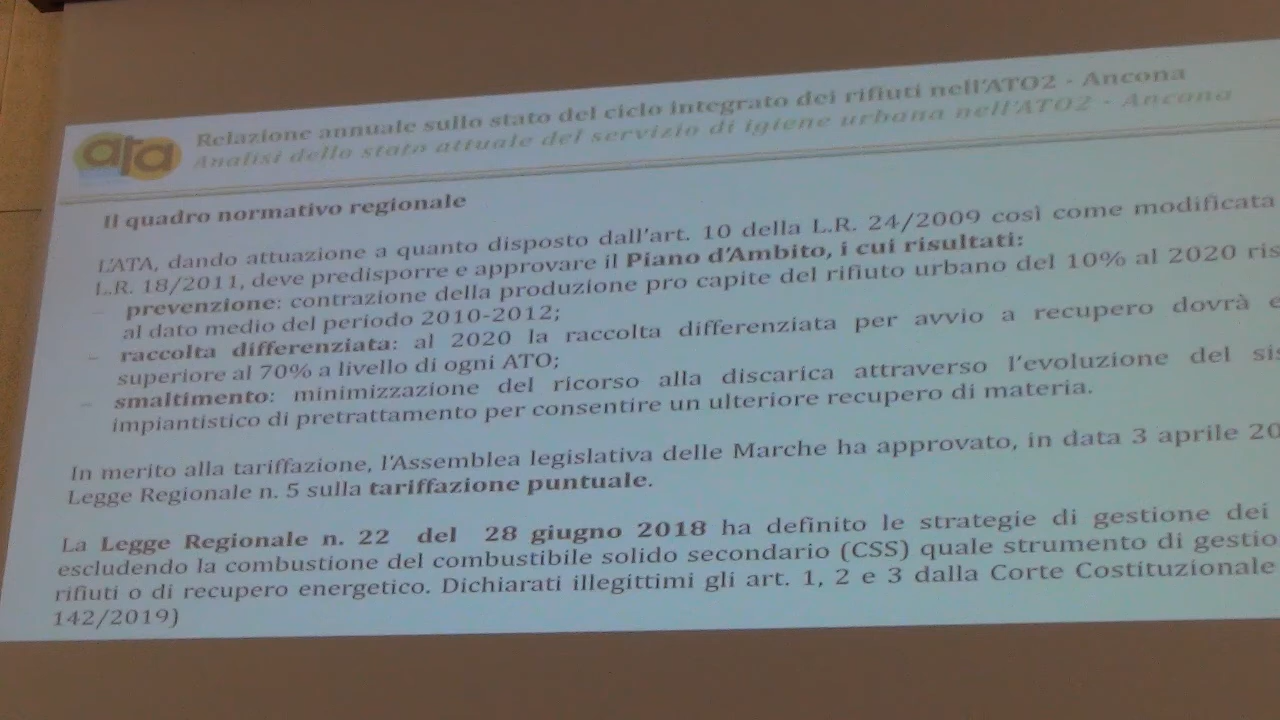 ata
Relazione annuale sullo stato del ciclo integrato dei rifiuti nell'ATO2 - Ancona
Analisi dello stato attuale del servizio di igiene urbana nell'ATO2 - Ancona
Il quadro normativo regionale
L'ATA, dando attuazione a quanto disposto dall'art. 10 della L.R. 24/2009 così come modificata
L.R. 18/2011, deve predisporre e approvare il Piano d'Ambito, i cui risultati:
– prevenzione: contrazione della produzione pro capite del rifiuto urbano del 10% al 2020
al dato medio del periodo 2010-2012;
– raccolta differenziata: al 2020 la raccolta differenziata per avvio a recupero dovrà
superiore al 70% a livello di ogni ATO;
– smaltimento: minimizzazione del ricorso alla discarica attraverso l'evoluzione del
impiantistico di pretrattamento per consentire un ulteriore recupero di materia.
In merito alla tariffazione, l'Assemblea legislativa delle Marche ha approvato, in data 3 aprile
Legge Regionale n. 5 sulla tariffazione puntuale.
La Legge Regionale n. 22 del 28 giugno 2018 ha definito le strategie di gestione dei
escludendo la combustione del combustibile solido secondario (CSS) quale strumento di
rifiuti o di recupero energetico. Dichiarati illegittimi gli art. 1, 2 e 3 dalla Corte Costituzionale
142/2019)